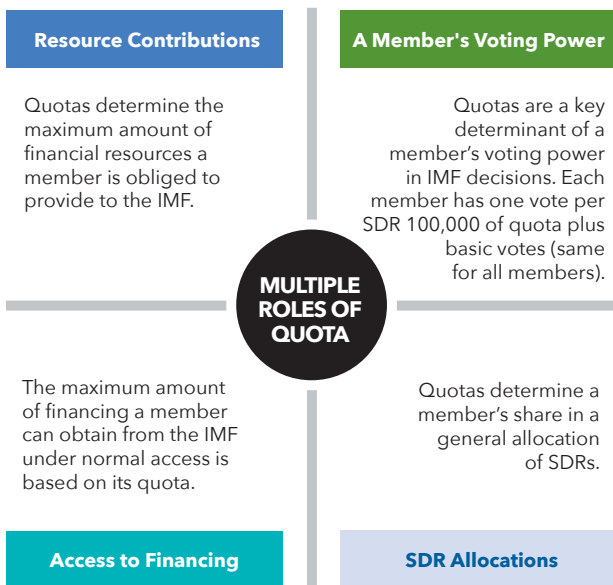 Resource Contributions
Quotas determine the
maximum amount of
financial resources a
member is obliged to
provide to the IMF.
A Member's Voting Power
Quotas are a key
determinant of a
member’s voting power
in IMF decisions. Each
member has one vote per
SDR 100,000 of quota plus
basic votes (same
for all members).
MULTIPLE
ROLES OF
QUOTA
The maximum amount
of financing a member
can obtain from the IMF
under normal access is
based on its quota.
Access to Financing
Quotas determine a
member’s share in a
general allocation
of SDRs.
SDR Allocations